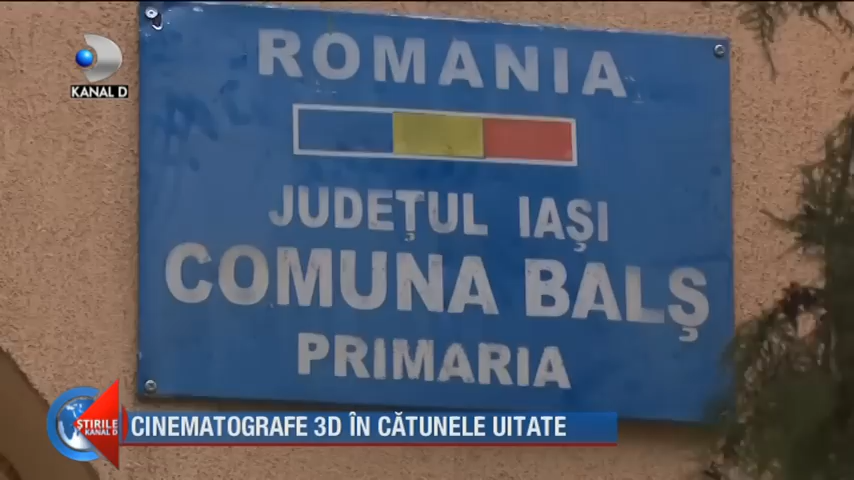 KANAL D
ROMANIA
JUDEȚUL IAȘI
COMUNA BALȘ
PRIMARIA
ȘTIRILE
KANAL D
CINEMATOGRAFE 3D ÎN CĂTUNELE UITATE